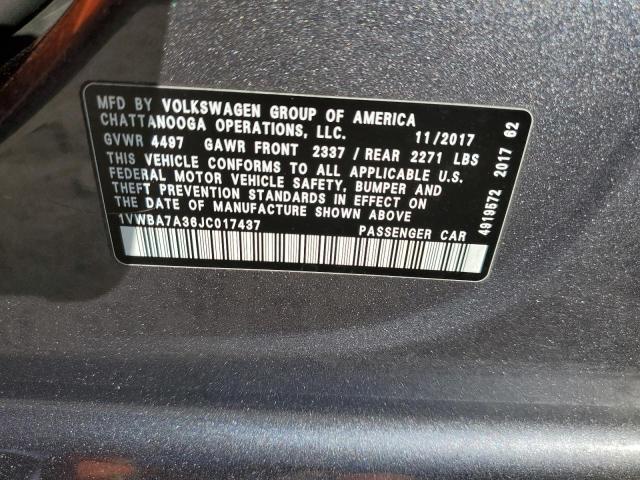 MFD BY VOLKSWAGEN GROUP OF AMERICA
CHATTANOOGA OPERATIONS, LLC. 11/2017
GVWR 4497 GAWR FRONT 2337 / REAR 2271 LBS
THIS VEHICLE CONFORMS TO ALL APPLICABLE U.S.
FEDERAL MOTOR VEHICLE SAFETY, BUMPER AND
THEFT PREVENTION STANDARDS IN EFFECT ON
THE DATE OF MANUFACTURE SHOWN ABOVE.
1VWBA7A36JC017437 PASSENGER CAR
4919572 2017 62